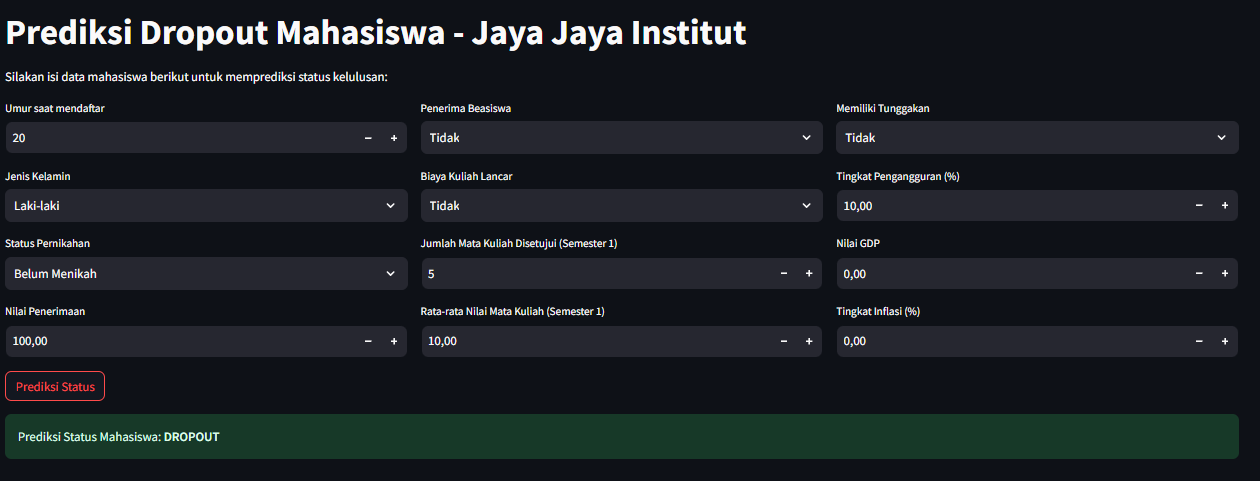 Prediksi Dropout Mahasiswa - Jaya Jaya Institut
Silakan isi data mahasiswa berikut untuk memprediksi status kelulusan:
Umur saat mendaftar
Penerima Beasiswa
Memiliki Tunggakan
20
Tidak
Tidak
Jenis Kelamin
Biaya Kuliah Lancar
Tingkat Pengangguran (%)
Laki-laki
Tidak
10,00
Status Pernikahan
Jumlah Mata Kuliah Disetujui (Semester 1)
Nilai GDP
Belum Menikah
5
0,00
Nilai Penerimaan
Rata-rata Nilai Mata Kuliah (Semester 1)
Tingkat Inflasi (%)
100,00
10,00
0,00
Prediksi Status
Prediksi Status Mahasiswa: DROPOUT